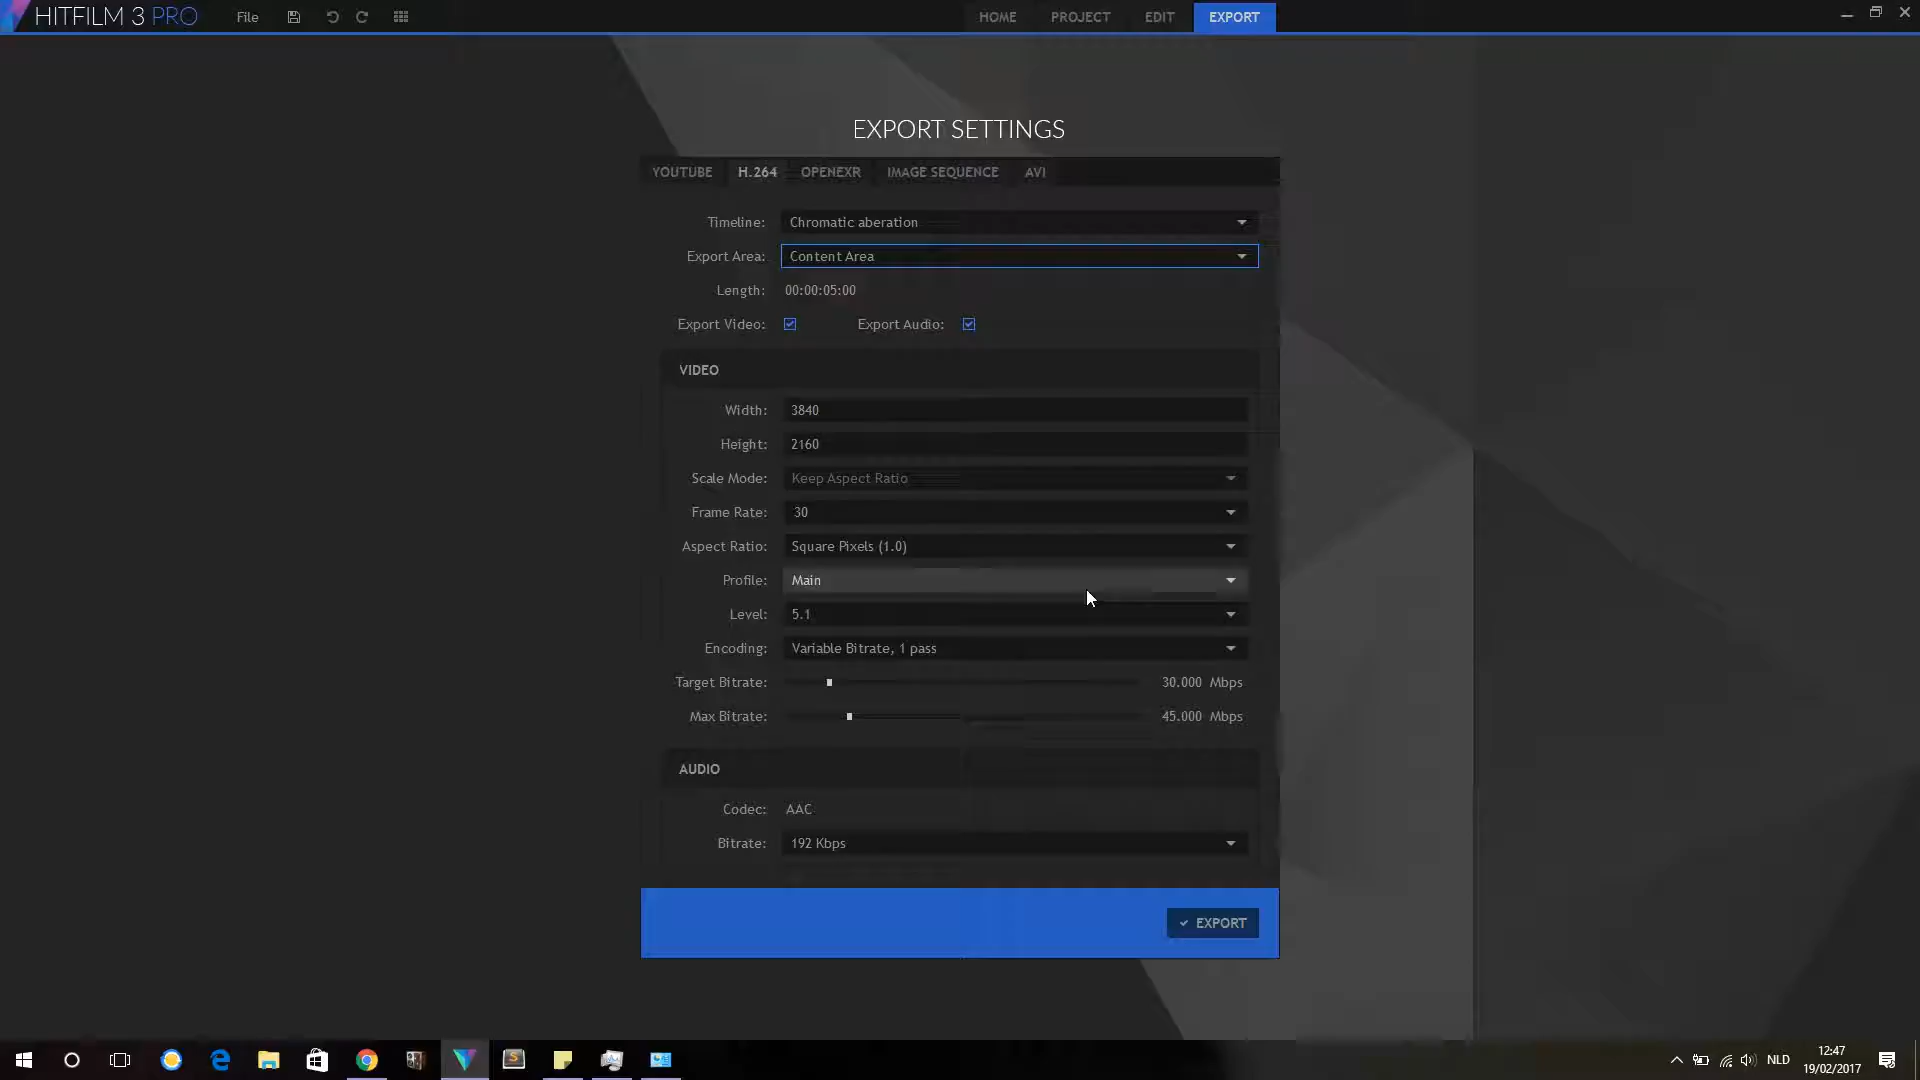 HITFILM 3 PRO File HOME PROJECT EDIT EXPORT
EXPORT SETTINGS
YOUTUBE H.264 OPENEXR IMAGE SEQUENCE AVI
Timeline: Chromatic aberation
Export Area: Content Area
Length: 00:00:05:00
Export Video: Export Audio:
VIDEO
Width: 3840
Height: 2160
Scale Mode: Keep Aspect Ratio
Frame Rate: 30
Aspect Ratio: Square Pixels (1.0)
Profile: Main
Level: 5.1
Encoding: Variable Bitrate, 1 pass
Target Bitrate: 30.000 Mbps
Max Bitrate: 45.000 Mbps
AUDIO
Codec: AAC
Bitrate: 192 Kbps
EXPORT
NLD 12:47
19/02/2017